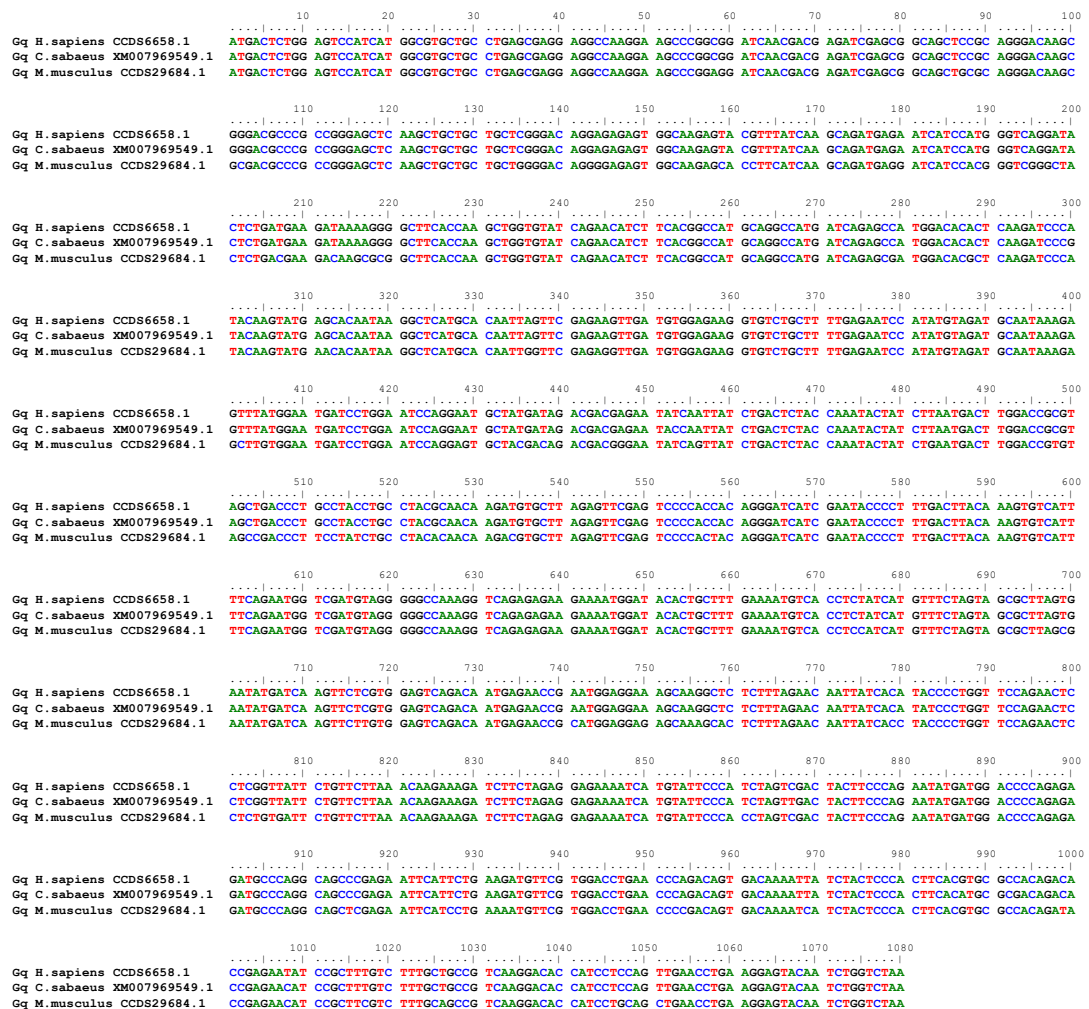 10 20 30 40 50 60 70 80 90 100
....|....| ....|....| ....|....| ....|....| ....|....| ....|....| ....|....| ....|....| ....|....| ....|....|
Gq H.sapiens CCDS6658.1 ATGACTCTGG AGTCCATCAT GGCGTGCTGC CTGAGCGAGG AGGCCAAGGA AGCCCGGCGG ATCAACGACG AGATCGAGCG GCAGCTCCGC AGGGACAAGC
Gq C.sabaeus XM007969549.1 ATGACTCTGG AGTCCATCAT GGCGTGCTGC CTGAGCGAGG AGGCCAAGGA AGCCCGGCGG ATCAACGACG AGATCGAGCG GCAGCTCCGC AGGGACAAGC
Gq M.musculus CCDS29684.1 ATGACTCTGG AGTCCATCAT GGCGTGCTGC CTGAGCGAGG AGGCCAAGGA AGCCCGGAGG ATCAACGACG AGATCGAGCG GCAGCTGCGC AGGGACAAGC
110 120 130 140 150 160 170 180 190 200
....|....| ....|....| ....|....| ....|....| ....|....| ....|....| ....|....| ....|....| ....|....| ....|....|
Gq H.sapiens CCDS6658.1 GGGACGCCCG CCGGGAGCTC AAGCTGCTGC TGCTCGGGAC AGGAGAGAGT GGCAAGAGTA CGTTTATCAA GCAGATGAGA ATCATCCATG GGTCAGGATA
Gq C.sabaeus XM007969549.1 GGGACGCCCG CCGGGAGCTC AAGCTGCTGC TGCTCGGGAC AGGAGAGAGT GGCAAGAGTA CGTTTATCAA GCAGATGAGA ATCATCCATG GGTCAGGATA
Gq M.musculus CCDS29684.1 GCGACGCCCG CCGGGAGCTC AAGCTGCTGC TGCTGGGGAC AGGGGAGAGT GGCAAGAGCA CCTTCATCAA GCAGATGAGG ATCATCCACG GGTCGGGCTA
210 220 230 240 250 260 270 280 290 300
....|....| ....|....| ....|....| ....|....| ....|....| ....|....| ....|....| ....|....| ....|....| ....|....|
Gq H.sapiens CCDS6658.1 CTCTGATGAA GATAAAAGGG GCTTCACCAA GCTGGTGTAT CAGAACATCT TCACGGCCAT GCAGGCCATG ATCAGAGCCA TGGACACACT CAAGATCCCA
Gq C.sabaeus XM007969549.1 CTCTGATGAA GATAAAAGGG GCTTCACCAA GCTGGTGTAT CAGAACATCT TCACGGCCAT GCAGGCCATG ATCAGAGCCA TGGACACACT CAAGATCCCG
Gq M.musculus CCDS29684.1 CTCTGACGAA GACAAGCGCG GCTTCACCAA GCTGGTGTAT CAGAACATCT TCACGGCCAT GCAGGCCATG ATCAGAGCGA TGGACACGCT CAAGATCCCA
310 320 330 340 350 360 370 380 390 400
....|....| ....|....| ....|....| ....|....| ....|....| ....|....| ....|....| ....|....| ....|....| ....|....|
Gq H.sapiens CCDS6658.1 TACAAGTATG AGCACAATAA GGCTCATGCA CAATTAGTTC GAGAAGTTGA TGTGGAGAAG GTGTCTGCTT TTGAGAATCC ATATGTAGAT GCAATAAAGA
Gq C.sabaeus XM007969549.1 TACAAGTATG AGCACAATAA GGCTCATGCA CAATTAGTTC GAGAAGTTGA TGTGGAGAAG GTGTCTGCTT TTGAGAATCC ATATGTAGAT GCAATAAAGA
Gq M.musculus CCDS29684.1 TACAAGTATG AACACAATAA GGCTCATGCA CAATTGGTTC GAGAGGTTGA TGTGGAGAAG GTGTCTGCTT TTGAGAATCC ATATGTAGAT GCAATAAAGA
410 420 430 440 450 460 470 480 490 500
....|....| ....|....| ....|....| ....|....| ....|....| ....|....| ....|....| ....|....| ....|....| ....|....|
Gq H.sapiens CCDS6658.1 GTTTATGGAA TGATCCTGGA ATCCAGGAAT GCTATGATAG ACGACGAGAA TATCAATTAT CTGACTCTAC CAAATACTAT CTTAATGACT TGGACCGCGT
Gq C.sabaeus XM007969549.1 GTTTATGGAA TGATCCTGGA ATCCAGGAAT GCTATGATAG ACGACGAGAA TACCAATTAT CTGACTCTAC CAAATACTAT CTTAATGACT TGGACCGCGT
Gq M.musculus CCDS29684.1 GCTTGTGGAA TGATCCTGGA ATCCAGGAGT GCTACGACAG ACGACGGGAA TATCAGTTAT CTGACTCTAC CAAATACTAT CTGAATGACT TGGACCGTGT
510 520 530 540 550 560 570 580 590 600
....|....| ....|....| ....|....| ....|....| ....|....| ....|....| ....|....| ....|....| ....|....| ....|....|
Gq H.sapiens CCDS6658.1 AGCTGACCCT GCCTACCTGC CTACGCAACA AGATGTGCTT AGAGTTCGAG TCCCCACCAC AGGGATCATC GAATACCCCT TTGACTTACA AAGTGTCATT
Gq C.sabaeus XM007969549.1 AGCTGACCCT GCCTACCTGC CTACGCAACA AGATGTGCTT AGAGTTCGAG TCCCCACCAC AGGGATCATC GAATACCCCT TTGACTTACA AAGTGTCATT
Gq M.musculus CCDS29684.1 AGCCGACCCT TCCTATCTGC CTACACAACA AGACGTGCTT AGAGTTCGAG TCCCCACTAC AGGGATCATC GAATACCCCT TTGACTTACA AAGTGTCATT
610 620 630 640 650 660 670 680 690 700
....|....| ....|....| ....|....| ....|....| ....|....| ....|....| ....|....| ....|....| ....|....| ....|....|
Gq H.sapiens CCDS6658.1 TTCAGAATGG TCGATGTAGG GGGCCAAAGG TCAGAGAGAA GAAAATGGAT ACACTGCTTT GAAAATGTCA CCTCTATCAT GTTTCTAGTA GCGCTTAGTG
Gq C.sabaeus XM007969549.1 TTCAGAATGG TCGATGTAGG GGGCCAAAGG TCAGAGAGAA GAAAATGGAT ACACTGCTTT GAAAATGTCA CCTCTATCAT GTTTCTAGTA GCGCTTAGTG
Gq M.musculus CCDS29684.1 TTCAGAATGG TCGATGTAGG GGGCCAAAGG TCAGAGAGAA GAAAATGGAT ACACTGCTTT GAAAATGTCA CCTCCATCAT GTTTCTAGTA GCGCTTAGCG
710 720 730 740 750 760 770 780 790 800
....|....| ....|....| ....|....| ....|....| ....|....| ....|....| ....|....| ....|....| ....|....| ....|....|
Gq H.sapiens CCDS6658.1 AATATGATCA AGTTCTCGTG GAGTCAGACA ATGAGAACCG AATGGAGGAA AGCAAGGCTC TCTTTAGAAC AATTATCACA TACCCCTGGT TCCAGAACTC
Gq C.sabaeus XM007969549.1 AATATGATCA AGTTCTCGTG GAGTCAGACA ATGAGAACCG AATGGAGGAA AGCAAGGCTC TCTTTAGAAC AATTATCACA TATCCCTGGT TCCAGAACTC
Gq M.musculus CCDS29684.1 AATATGATCA AGTTCTTGTG GAGTCAGACA ATGAGAACCG CATGGAGGAG AGCAAAGCAC TCTTTAGAAC AATTATCACC TACCCCTGGT TCCAGAACTC
810 820 830 840 850 860 870 880 890 900
....|....| ....|....| ....|....| ....|....| ....|....| ....|....| ....|....| ....|....| ....|....| ....|....|
Gq H.sapiens CCDS6658.1 CTCGGTTATT CTGTTCTTAA ACAAGAAAGA TCTTCTAGAG GAGAAAATCA TGTATTCCCA TCTAGTCGAC TACTTCCCAG AATATGATGG ACCCCAGAGA
Gq C.sabaeus XM007969549.1 CTCGGTTATT CTGTTCTTAA ACAAGAAAGA TCTTCTAGAG GAGAAAATCA TGTATTCCCA TCTAGTTGAC TACTTCCCAG AATATGATGG ACCCCAGAGA
Gq M.musculus CCDS29684.1 CTCTGTGATT CTGTTCTTAA ACAAGAAAGA TCTTCTAGAG GAGAAAATCA TGTATTCCCA CCTAGTCGAC TACTTCCCAG AATATGATGG ACCCCAGAGA
910 920 930 940 950 960 970 980 990 1000
....|....| ....|....| ....|....| ....|....| ....|....| ....|....| ....|....| ....|....| ....|....| ....|....|
Gq H.sapiens CCDS6658.1 GATGCCCAGG CAGCCCGAGA ATTCATTCTG AAGATGTTCG TGGACCTGAA CCCAGACAGT GACAAAATTA TCTACTCCCA CTTCACGTGC GCCACAGACA
Gq C.sabaeus XM007969549.1 GATGCCCAGG CAGCCCGAGA ATTCATTCTG AAGATGTTCG TGGACCTGAA CCCAGACAGT GACAAAATTA TCTACTCCCA CTTCACATGC GCGACAGACA
Gq M.musculus CCDS29684.1 GATGCCCAGG CAGCTCGAGA ATTCATCCTG AAAATGTTCG TGGACCTGAA CCCCGACAGT GACAAAATCA TCTACTCCCA CTTCACGTGC GCCACAGATA
1010 1020 1030 1040 1050 1060 1070 1080
....|....| ....|....| ....|....| ....|....| ....|....| ....|....| ....|....| ....|....|
Gq H.sapiens CCDS6658.1 CCGAGAATAT CCGCTTTGTC TTTGCTGCCG TCAAGGACAC CATCCTCCAG TTGAACCTGA AGGAGTACAA TCTGGTCTAA
Gq C.sabaeus XM007969549.1 CCGAGAACAT CCGCTTTGTC TTTGCTGCCG TCAAGGACAC CATCCTCCAG TTGAACCTGA AGGAGTACAA TCTGGTCTAA
Gq M.musculus CCDS29684.1 CCGAGAACAT CCGCTTCGTC TTTGCAGCCG TCAAGGACAC CATCCTGCAG CTGAACCTGA AGGAGTACAA TCTGGTCTAA